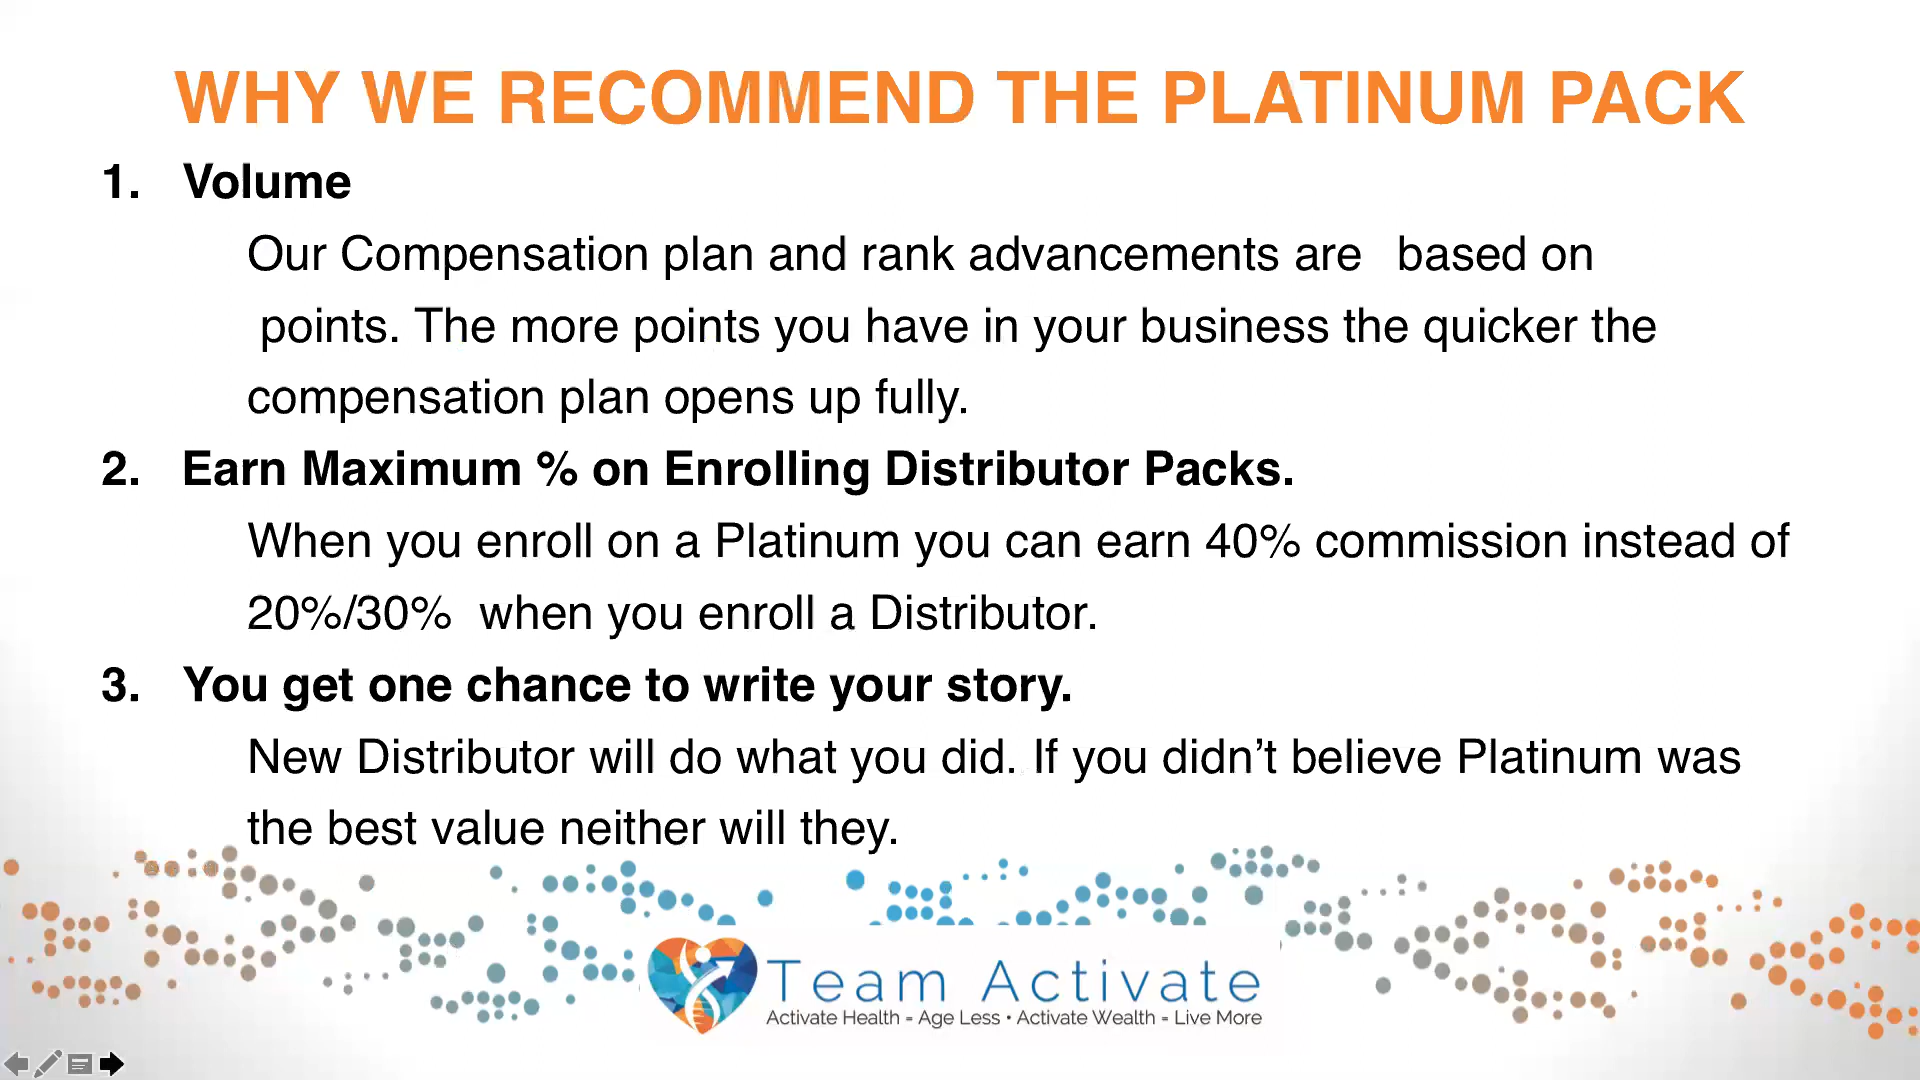 WHY WE RECOMMEND THE PLATINUM PACK
1. Volume
Our Compensation plan and rank advancements are based on
points. The more points you have in your business the quicker the
compensation plan opens up fully.
2. Earn Maximum % on Enrolling Distributor Packs.
When you enroll on a Platinum you can earn 40% commission instead of
20%/30% when you enroll a Distributor.
3. You get one chance to write your story.
New Distributor will do what you did. If you didn’t believe Platinum was
the best value neither will they.
Team Activate
Activate Health - Age Less • Activate Wealth - Live More